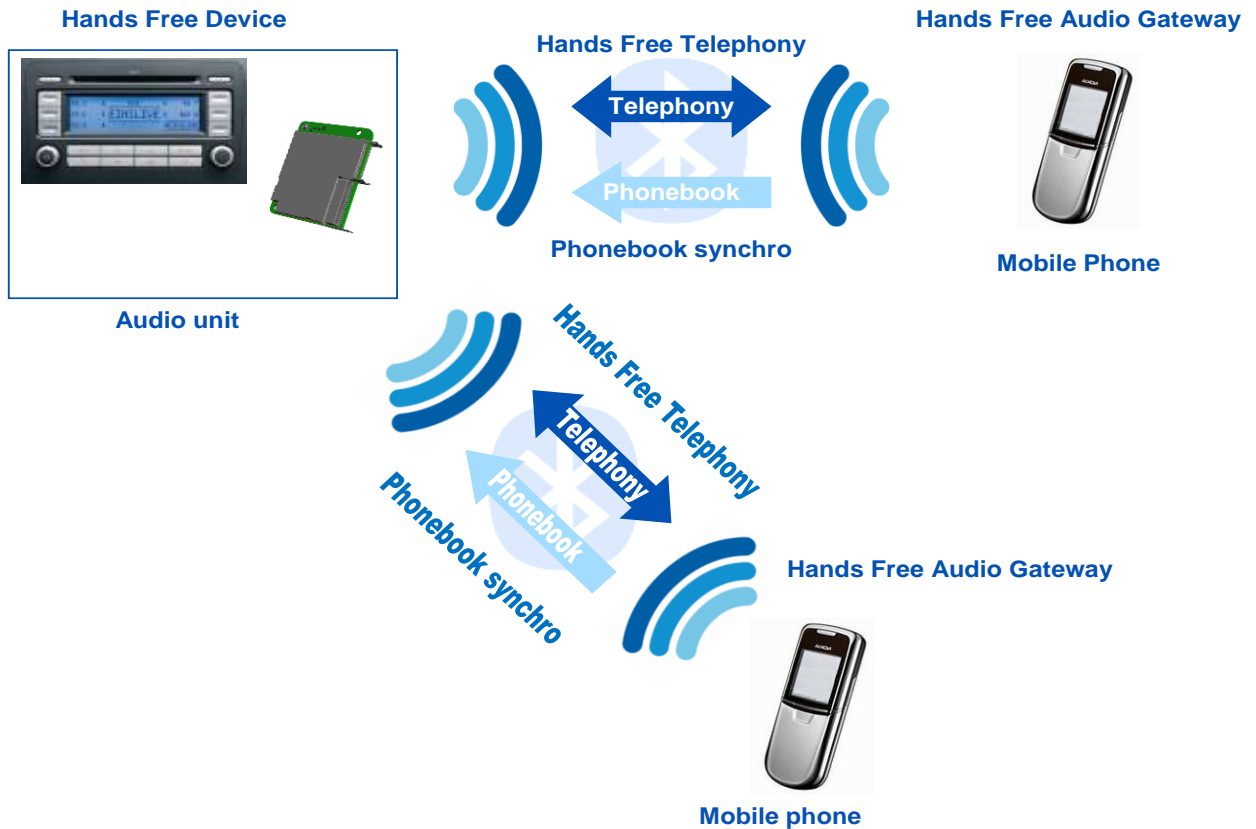 Hands Free Device
Hands Free Audio Gateway
Hands Free Telephony
EINSLIVE
Telephony
Phonebook
Phonebook synchro
Mobile Phone
Audio unit
Hands Free Telephony
Telephony
Phonebook
Phonebook synchro
Hands Free Audio Gateway
Mobile phone